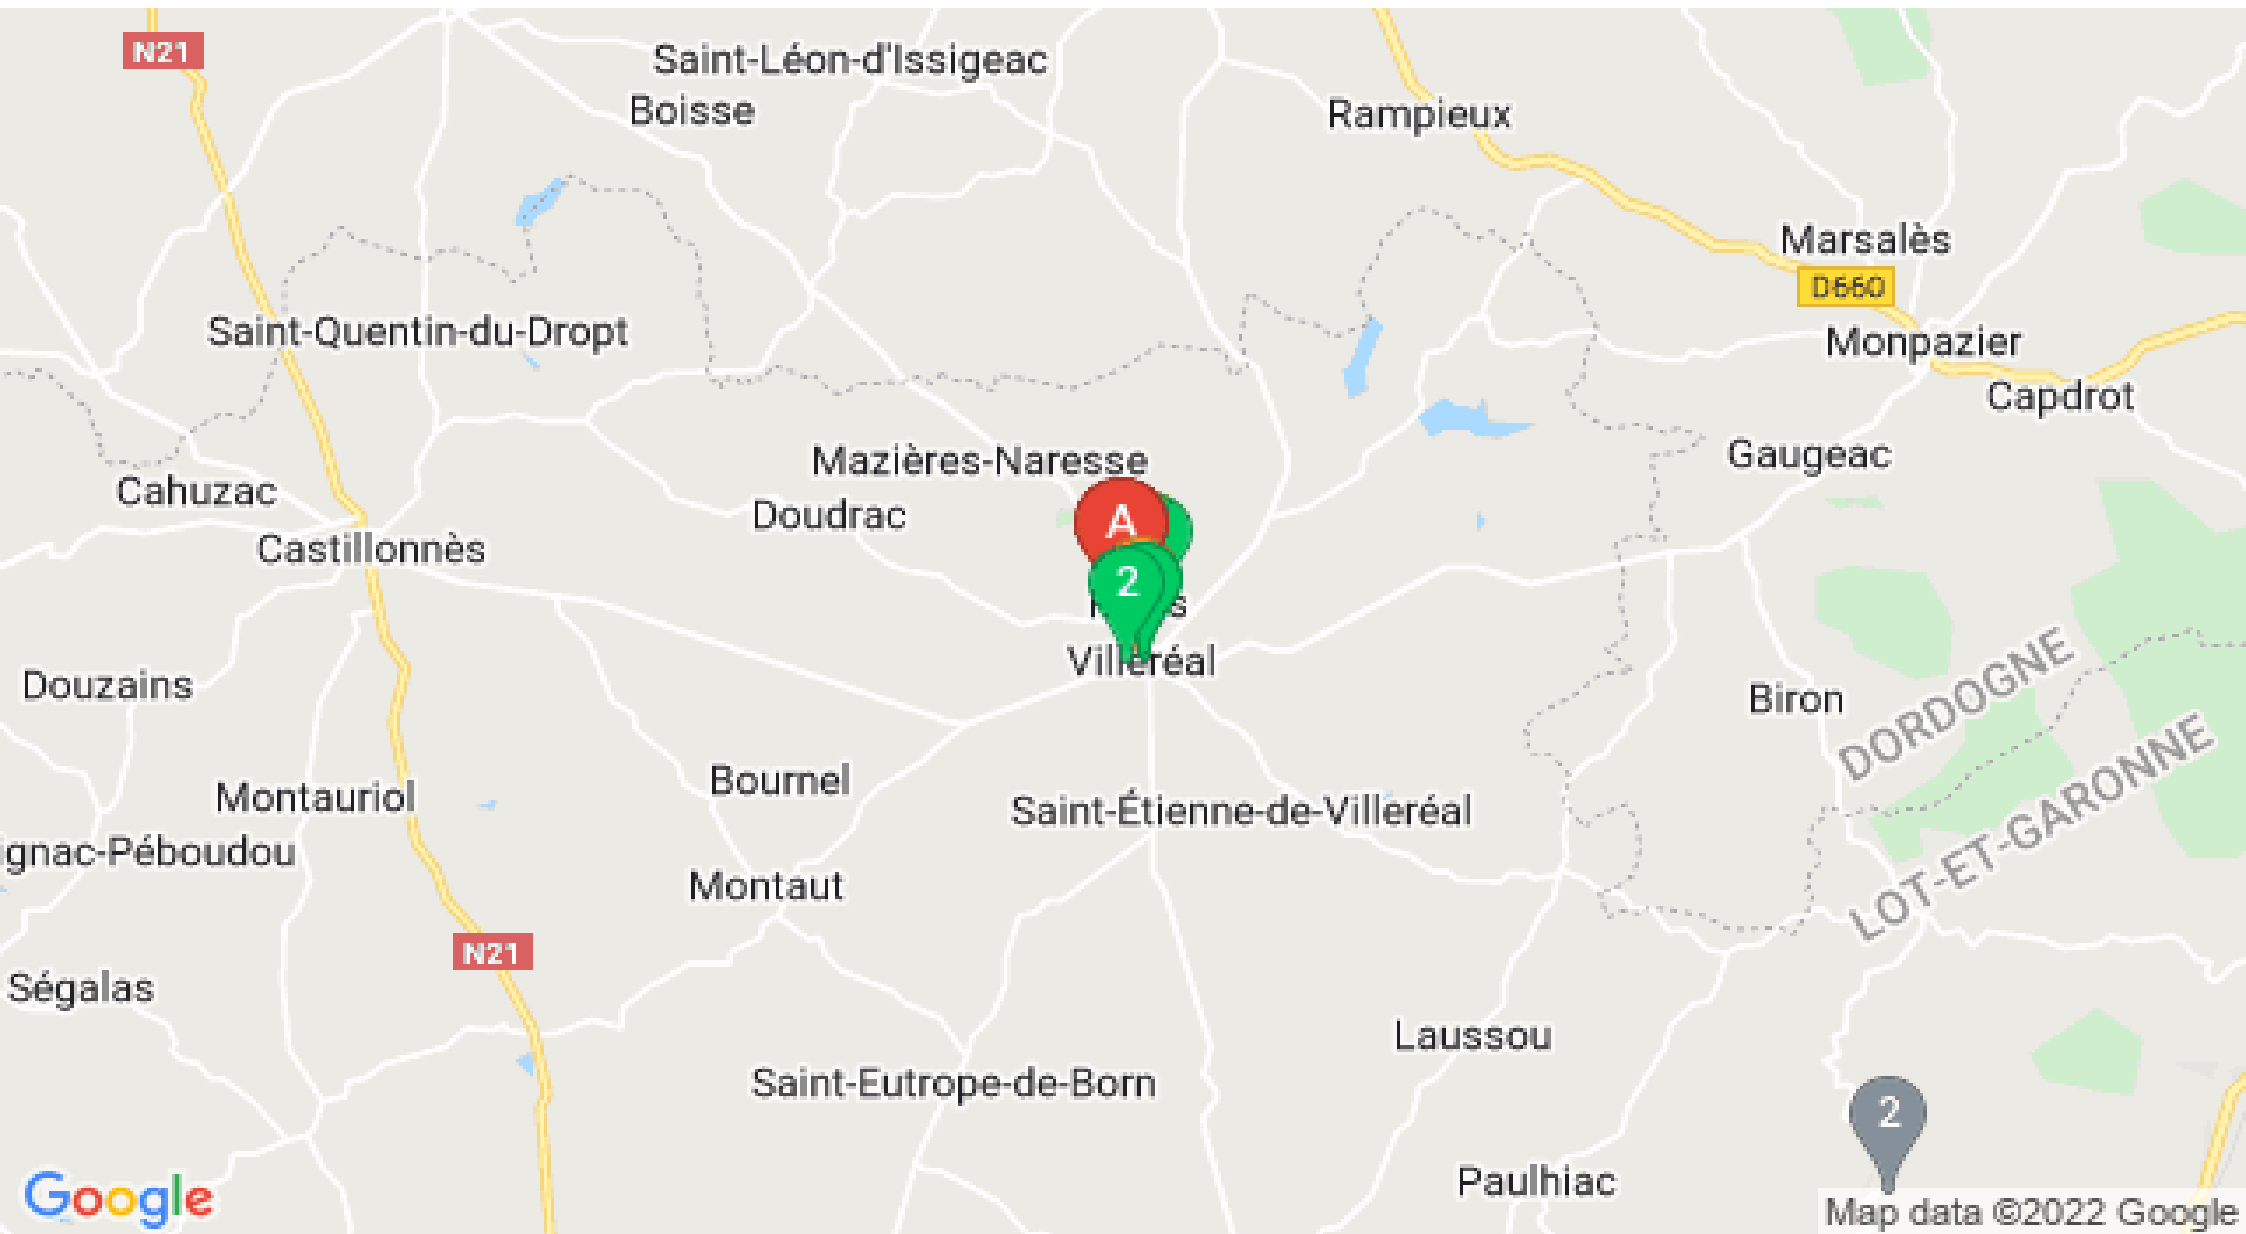 N21
Saint-Léon-d'Issigeac
Boisse
Rampieux
Marsalès
D660
Saint-Quentin-du-Dropt
Monpazier
Capdrot
Mazières-Naresse
Gaugeac
Cahuzac
Doudrac
A
Castillonnès
2
Villeréal
Douzains
Biron
DORDOGNE
Bournel
Montauriol
Saint-Étienne-de-Villeréal
LOT-ET-GARONNE
ignac-Péboudou
Montaut
N21
Ségalas
Laussou
Saint-Eutrope-de-Born
2
Paulhiac
Google
Map data ©2022 Google